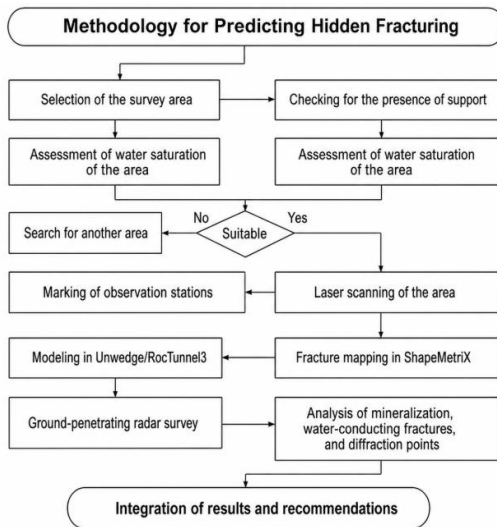 Methodology for Predicting Hidden Fracturing
Selection of the survey area
Checking for the presence of support
Assessment of water saturation
of the area
Assessment of water saturation
of the area
No
Yes
Suitable
Search for another area
Marking of observation stations
Laser scanning of the area
Modeling in Unwedge/RocTunnel3
Fracture mapping in ShapeMetriX
Ground-penetrating radar survey
Analysis of mineralization,
water-conducting fractures,
and diffraction points
Integration of results and recommendations